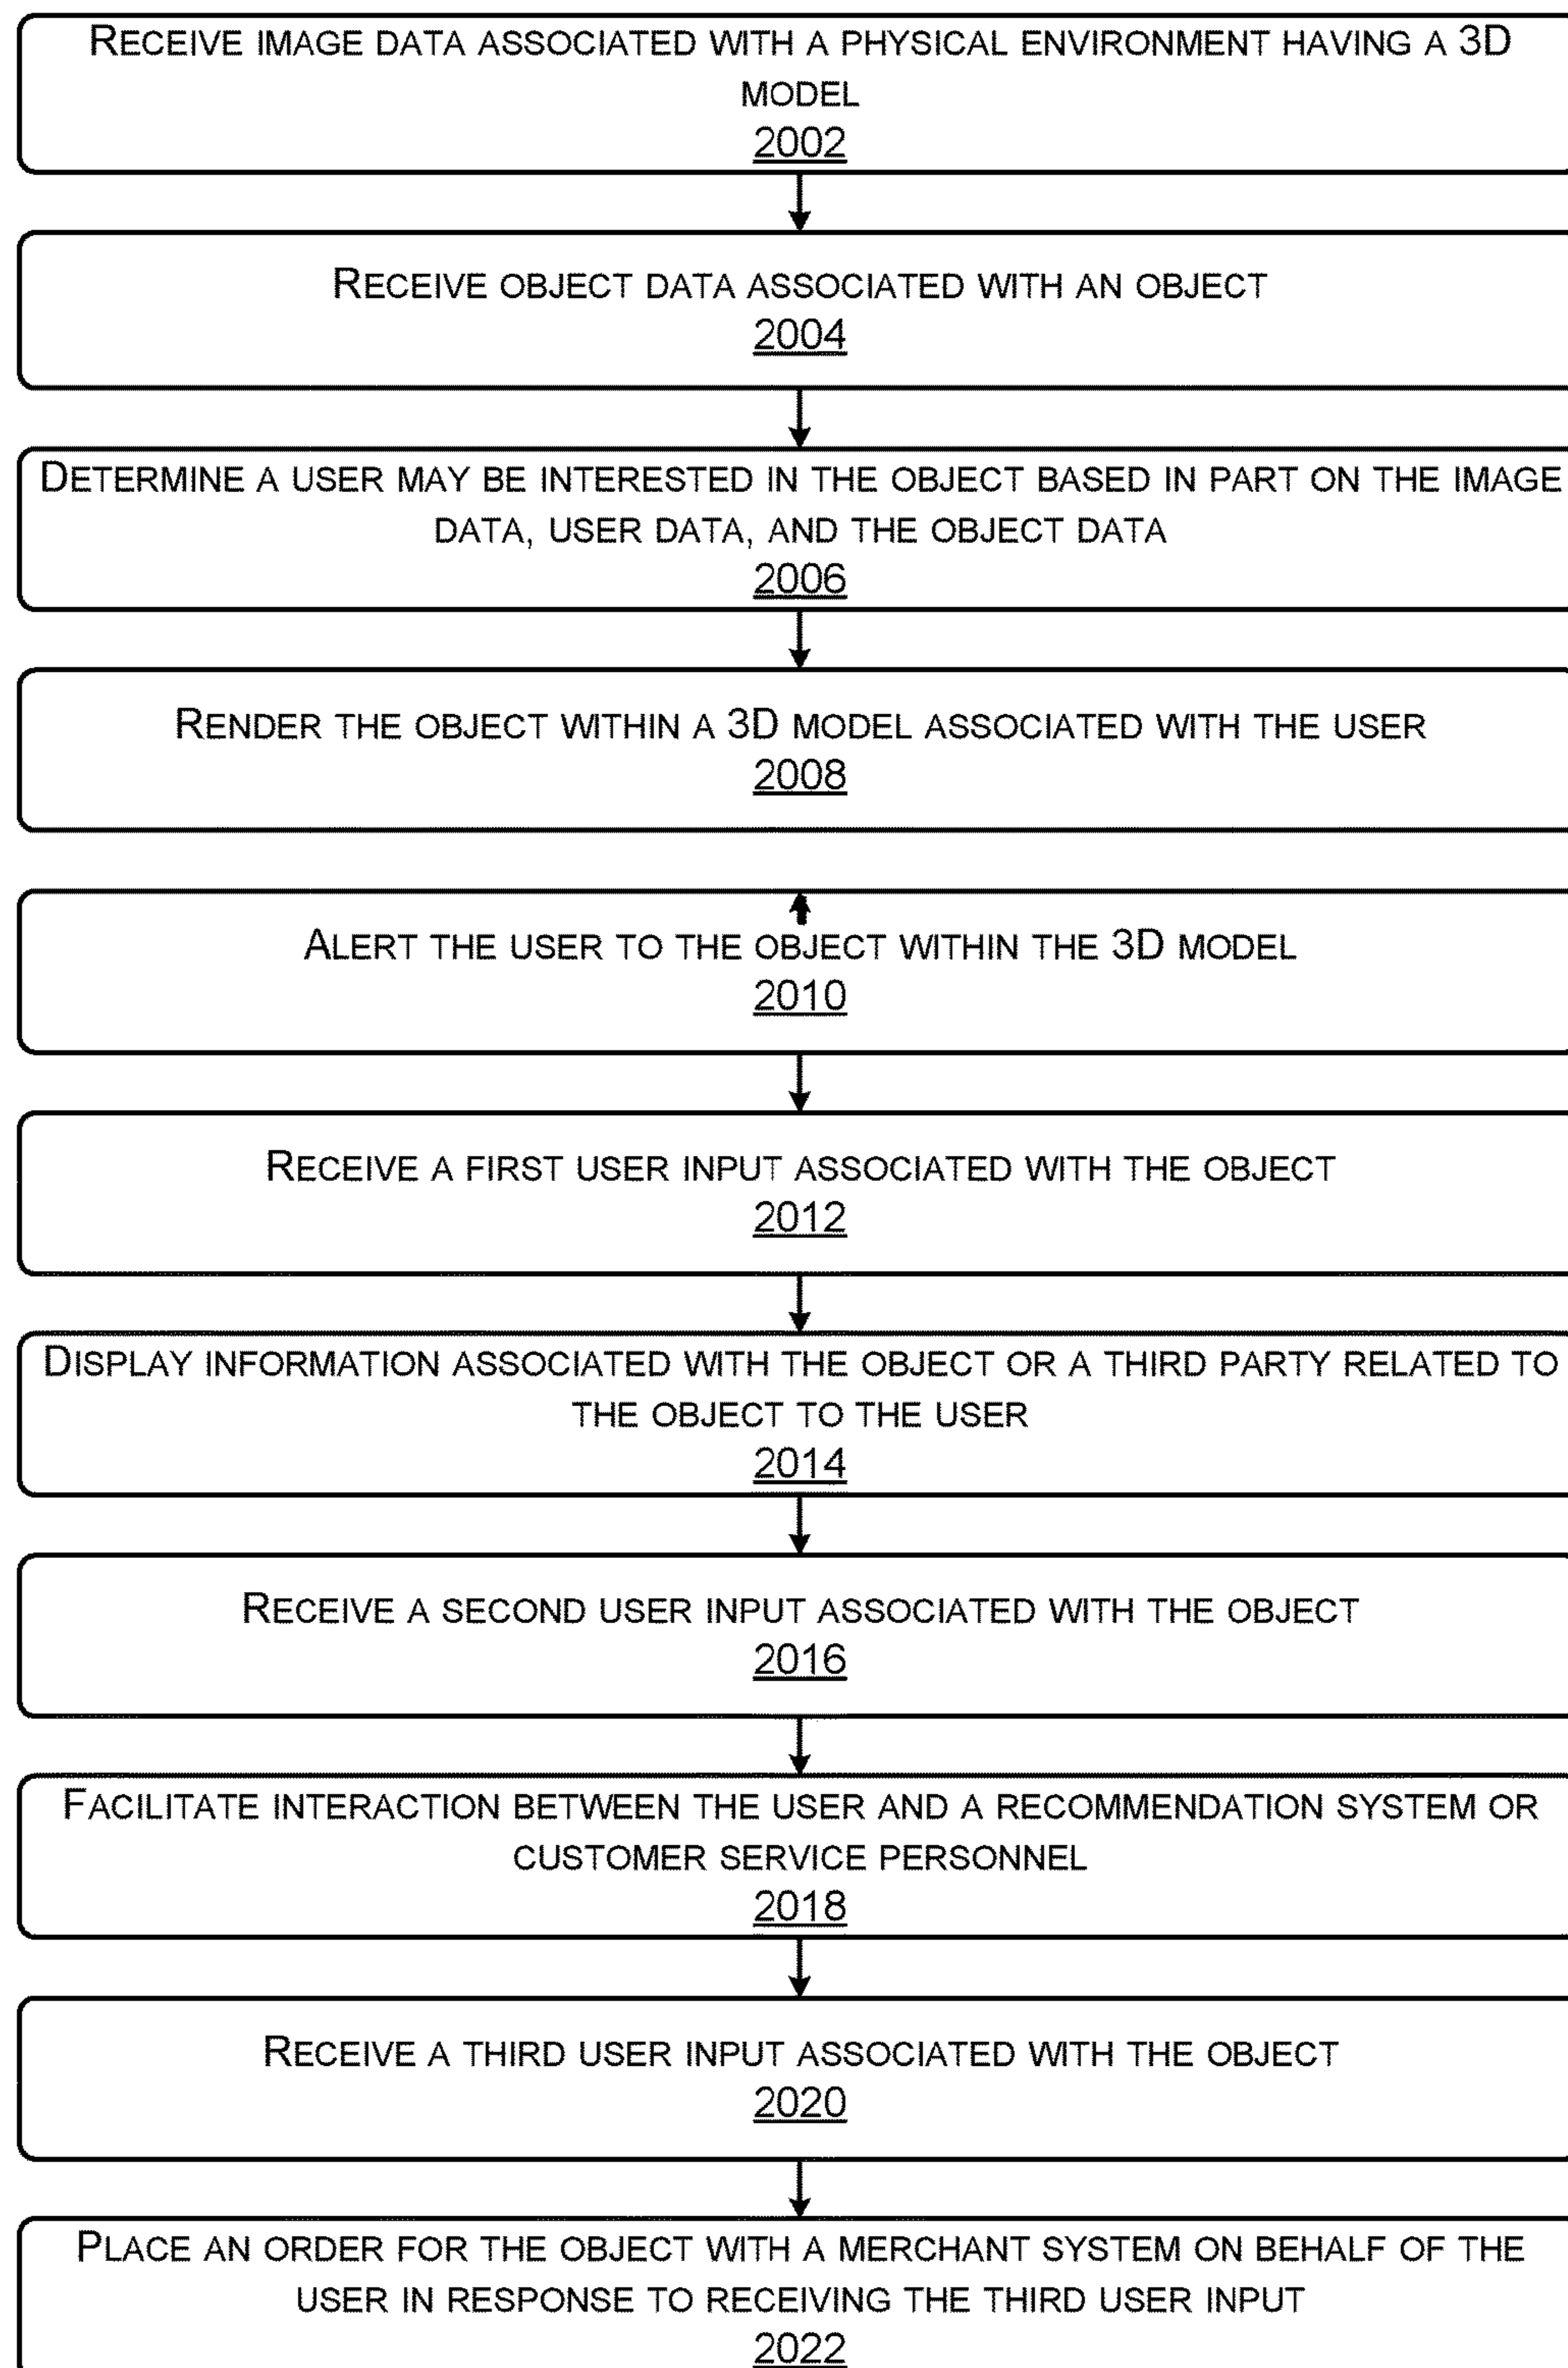 RECEIVE IMAGE DATA ASSOCIATED WITH A PHYSICAL ENVIRONMENT HAVING A 3D
MODEL
2002
RECEIVE OBJECT DATA ASSOCIATED WITH AN OBJECT
2004
DETERMINE A USER MAY BE INTERESTED IN THE OBJECT BASED IN PART ON THE IMAGE
DATA, USER DATA, AND THE OBJECT DATA
2006
RENDER THE OBJECT WITHIN A 3D MODEL ASSOCIATED WITH THE USER
2008
ALERT THE USER TO THE OBJECT WITHIN THE 3D MODEL
2010
RECEIVE A FIRST USER INPUT ASSOCIATED WITH THE OBJECT
2012
DISPLAY INFORMATION ASSOCIATED WITH THE OBJECT OR A THIRD PARTY RELATED TO
THE OBJECT TO THE USER
2014
RECEIVE A SECOND USER INPUT ASSOCIATED WITH THE OBJECT
2016
FACILITATE INTERACTION BETWEEN THE USER AND A RECOMMENDATION SYSTEM OR
CUSTOMER SERVICE PERSONNEL
2018
RECEIVE A THIRD USER INPUT ASSOCIATED WITH THE OBJECT
2020
PLACE AN ORDER FOR THE OBJECT WITH A MERCHANT SYSTEM ON BEHALF OF THE
USER IN RESPONSE TO RECEIVING THE THIRD USER INPUT
2022